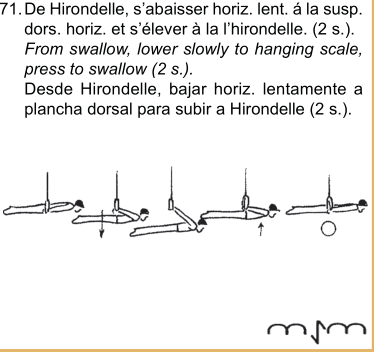 71. De Hirondelle, s'abaisser horiz. lent. á la susp.
dors. horiz. et s'élever à la l'hirondelle. (2 s.).
From swallow, lower slowly to hanging scale,
press to swallow (2 s.).
Desde Hirondelle, bajar horiz. lentamente a
plancha dorsal para subir a Hirondelle (2 s.).